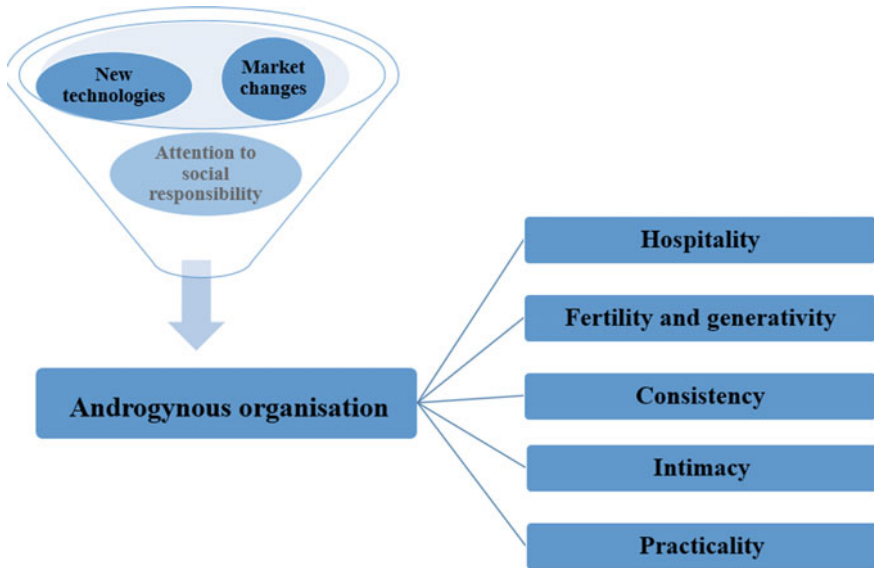 New
technologies
Market
changes
Attention to
social
responsibility
Androgynous organisation
Hospitality
Fertility and generativity
Consistency
Intimacy
Practicality